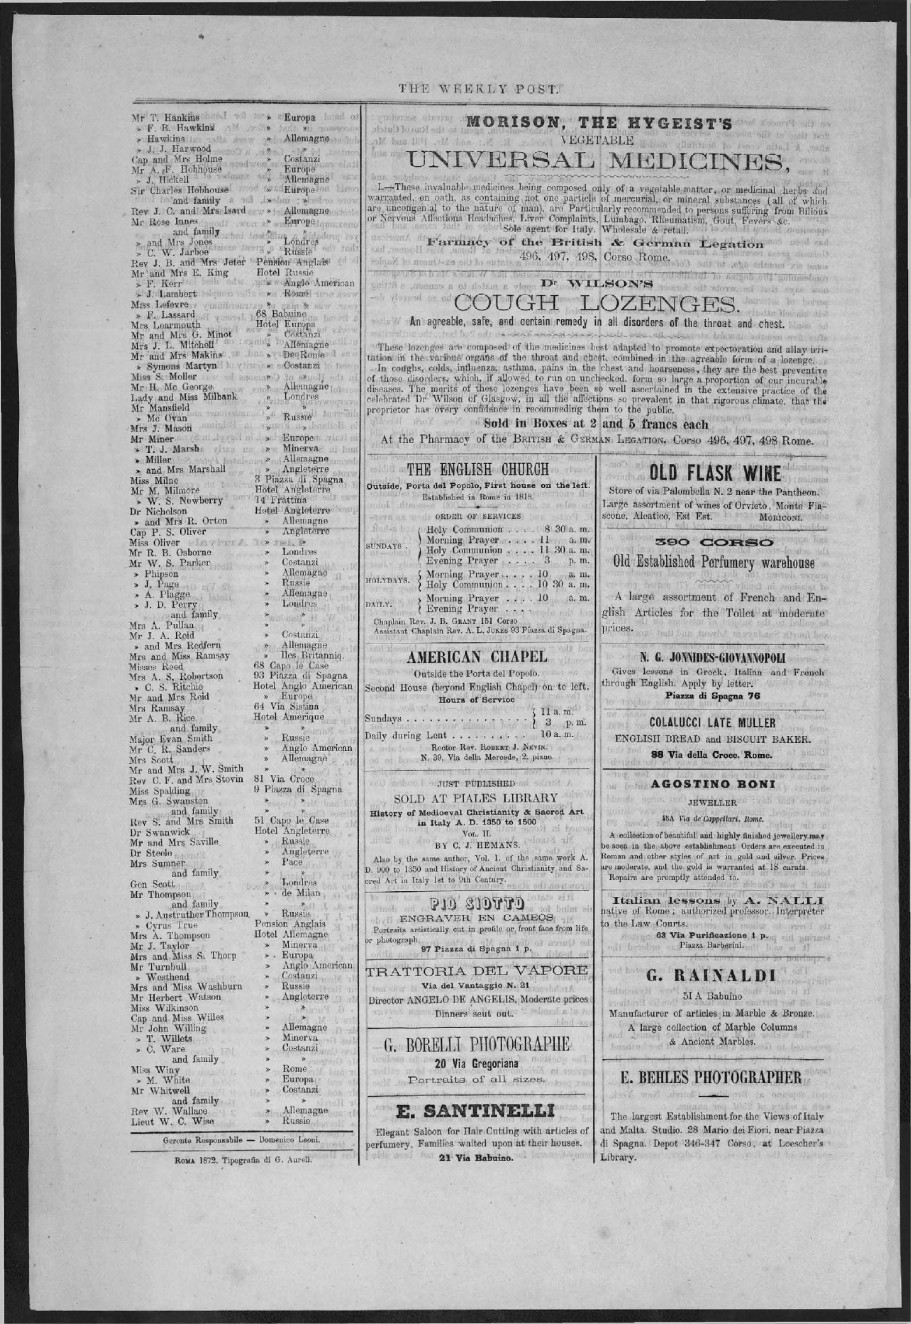 THE WEEKLY POST.
Mr T. Hankins » Europa
» F. R. Hawkins » »
» Hawkins » Allemagne
» J. J. Harwood » »
Cap and Mrs Holme » Costanzi
Mr A. F. Hobhouse » Europe
» J. Hickell » Allemagne
Sir Charles Hobhouse » Europe
and family » »
Rev J. C. and Mrs Isard » Allemagne
Mr Rose Innes » Europe
and family » »
» and Mrs Jones » Londres
» C. W. Jarboe » Russie
Rev J. B. and Mrs Jeter Pension Anglais
Mr and Mrs E. King Hotel Russie
» F. Kerr » Anglo American
» J. Lambert » Rome
Miss Lefevre » »
» F. Lassard 68 Babuine
Mrs Learmouth Hotel Europa
Mr and Mrs G. Minot » Costanzi
Mrs J. L. Mitchell » Allemagne
Mr and Mrs Makins » De Rome
» Symons Martyn » Costanzi
Miss S. Moller » »
Mr R. Mc George » Allemagne
Lady and Miss Milbank » Londres
Mr Mansfield » »
» Mc Ovan » Russie
Mrs J. Mason » »
Mr Miner » Europe
» T. J. Marsh » Minerva
» Miller » Allemagne
» and Mrs Marshall » Angleterre
Miss Milne 3 Piazza di Spagna
Mr M. Milmore Hotel Angleterre
» W. S. Newberry 74 Frattina
Dr Nicholson Hotel Angleterre
» and Mrs R. Orton » Allemagne
Cap P. S. Oliver » Angleterre
Miss Oliver » »
Mr R. B. Osborne » Londres
Mr W. S. Parker » Costanzi
» Phipson » Allemagne
» J. Page » Russie
» A. Plagge » Allemagne
» J. D. Perry » Londres
and family » »
Mrs A. Pullan » »
Mr J. A. Reid » Costanzi
» and Mrs Redfern » Allemagne
Mrs and Miss Ramsay » Iles Britanniq.
Misses Reed 68 Capo le Case
Mrs A. S. Robertson 93 Piazza di Spagna
» C. S. Ritchie Hotel Anglo American
Mr and Mrs Reid » Europe
Mrs Ramsay 64 Via Sistina
Mr A. B. Rice Hotel Amerique
and family »
Major Evan Smith » Russie
Mr C. R. Sanders » Anglo American
Mrs Scott » Allemagne
Mr and Mrs J. W. Smith » »
Rev C. F. and Mrs Stovin 81 Via Croce
Miss Spalding 9 Piazza di Spagna
Mrs G. Swanston » »
and family » »
Rev S. and Mrs Smith 51 Capo le Case
Dr Swanwick Hotel Angleterre
Mr and Mrs Saville » Russie
Dr Steele » Angleterre
Mrs Sumner » Pace
and family » »
Gen Scott » Londres
Mr Thompson » de Milan
and family » »
» J. Austruther Thompson » Russie
» Cyrus True Pension Anglais
Mrs A. Thompson Hotel Allemagne
Mr J. Taylor » Minerva
Mrs and Miss S. Thorp » Europa
Mr Turnbull » Anglo American
» Westhead » Costanzi
Mrs and Miss Washburn » Russie
Mr Herbert Watson » Angleterre
Miss Wilkinson » »
Cap and Miss Willes » »
Mr John Willing » Allemagne
» T. Willets » Minerva
» C. Ware » Costanzi
and family » »
Miss Winy » Rome
» M. White » Europa
Mr Whitwell » Costanzi
and family » »
Rev W. Wallace » Allemagne
Lieut W. C. Wise » Russie
Gerente Responsabile — Domenico Leoni.
ROMA 1872. Tipografia di G. Aureli.
MORISON, THE HYGEIST'S
VEGETABLE
UNIVERSAL MEDICINES,
I.—These invaluable medicines being composed only of a vegetable matter, or medicinal herbs and
warranted, on oath, as containing not one particle of mercurial, or mineral substances (all of which
are uncongenial to the nature of man), are Particularly recommended to persons suffering from Bilious
or Nervous Affections Headaches, Liver Complaints, Lumbago, Rheumatism, Gout, Fevers &c.
Sole agent for Italy. Wholesale & retail.
Farmacy of the British & German Legation
496, 497, 498, Corso Rome.
Dr WILSON'S
COUGH LOZENGES.
An agreable, safe, and certain remedy in all disorders of the throat and chest.
These lozenges are composed of the medicines best adapted to promote expectoration and allay irri-
tation in the various organs of the throat and chest, combined in the agreable form of a lozenge.
In coughs, colds, influenza, asthma, pains in the chest and hoarseness, they are the best preventive
of those disorders, which, if allowed to run on unchecked, form so large a proportion of our incurable
diseases. The merits of these lozenges have been so well ascertained in the extensive practice of the
celebrated Dr Wilson of Glasgow, in all the affections so prevalent in that rigorous climate, that the
proprietor has every confidence in recommeding them to the public.
Sold in Boxes at 2 and 5 francs each
At the Pharmacy of the BRITISH & GERMAN LEGATION, Corso 496, 497, 498 Rome.
THE ENGLISH CHURCH
Outside, Porta del Popolo, First house on the left.
Established in Rome in 1818.
ORDER OF SERVICES
SUNDAYS . Holy Communion . . . . 8 30 a. m.
Morning Prayer . . . . 11 a. m.
Holy Communion . . . . 11 30 a. m.
Evening Prayer . . . . 3 p. m.
HOLYDAYS. Morning Prayer . . . . 10 a. m.
Holy Communion . . . . 10 30 a. m.
DAILY. Morning Prayer . . . . 10 a. m.
Evening Prayer . . . .
Chaplain Rev. J. B. GRANT 151 Corso
Assistant Chaplain Rev. A. L. JUKES 93 Piazza di Spagna.
AMERICAN CHAPEL
Outside the Porta del Popolo.
Second House (beyond English Chapel) on to left.
Hours of Service
Sundays . . . . . . . . . . . . . . . 11 a. m.
3 p. m.
Daily during Lent . . . . . . . . . 10 a. m.
Rector Rev. ROBERT J. NEVIN.
N. 39, Via della Mercede, 2. piano
JUST PUBLISHED
SOLD AT PIALES LIBRARY
History of Medioeval Christianity & Sacred Art
in Italy A. D. 1350 to 1500
VOL. II.
BY C. J. HEMANS.
Also by the same author, Vol. 1. of the same work A.
D. 900 to 1350 and History of Ancient Christianity and Sa-
cred Art in Italy 1st to 9th Century.
PIO SIOTTO
ENGRAVER EN CAMEOS
Portraits artistically cut in profile or front face from life
or photograph.
97 Piazza di Spagna 1 p.
TRATTORIA DEL VAPORE
Via del Vantaggio N. 21
Director ANGELO DE ANGELIS, Moderate prices
Dinners seut out.
G. BORELLI PHOTOGRAPHE
20 Via Gregoriana
Portraits of all sizes.
E. SANTINELLI
Elegant Saloon for Hair Cutting with articles of
perfumery. Families waited upon at their houses.
21 Via Babuino.
OLD FLASK WINE
Store of via Palombella N. 2 near the Pantheon.
Large assortment of wines of Orvieto, Monte Fia-
scone, Aleatico, Est Est. MORICONI.
390 CORSO
Old Established Perfumery warehouse
A large assortment of French and En-
glish Articles for the Toilet at moderate
prices.
N. G. JONNIDES-GIOVANNOPOLI
Gives lessons in Greek, Italian and French
through English. Apply by letter.
Piazza di Spagna 76
COLALUCCI LATE MULLER
ENGLISH BREAD and BISCUIT BAKER.
88 Via della Croce. Rome.
AGOSTINO BONI
JEWELLER
45A Via de' Cappellari. Rome.
A collection of beautiful and highly finished jewellery may
be seen in the above establishment Orders are executed in
Roman and other styles of art in gold and silver. Prices
are moderate, and the gold is warranted at 18 carats.
Repairs are promptly attended to.
Italian lessons by A. NALLI
native of Rome; authorized professor. Interpreter
to the Law Courts.
63 Via Purificazione 1 p.
Piazza Barberini.
G. RAINALDI
51 A Babuino
Manufacturer of articles in Marble & Bronze.
A large collection of Marble Columns
& Ancient Marbles.
E. BEHLES PHOTOGRAPHER
The largest Establishment for the Views of Italy
and Malta. Studio. 28 Mario dei Fiori, near Piazza
di Spagna. Depot 346-347 Corso, at Loescher's
Library.